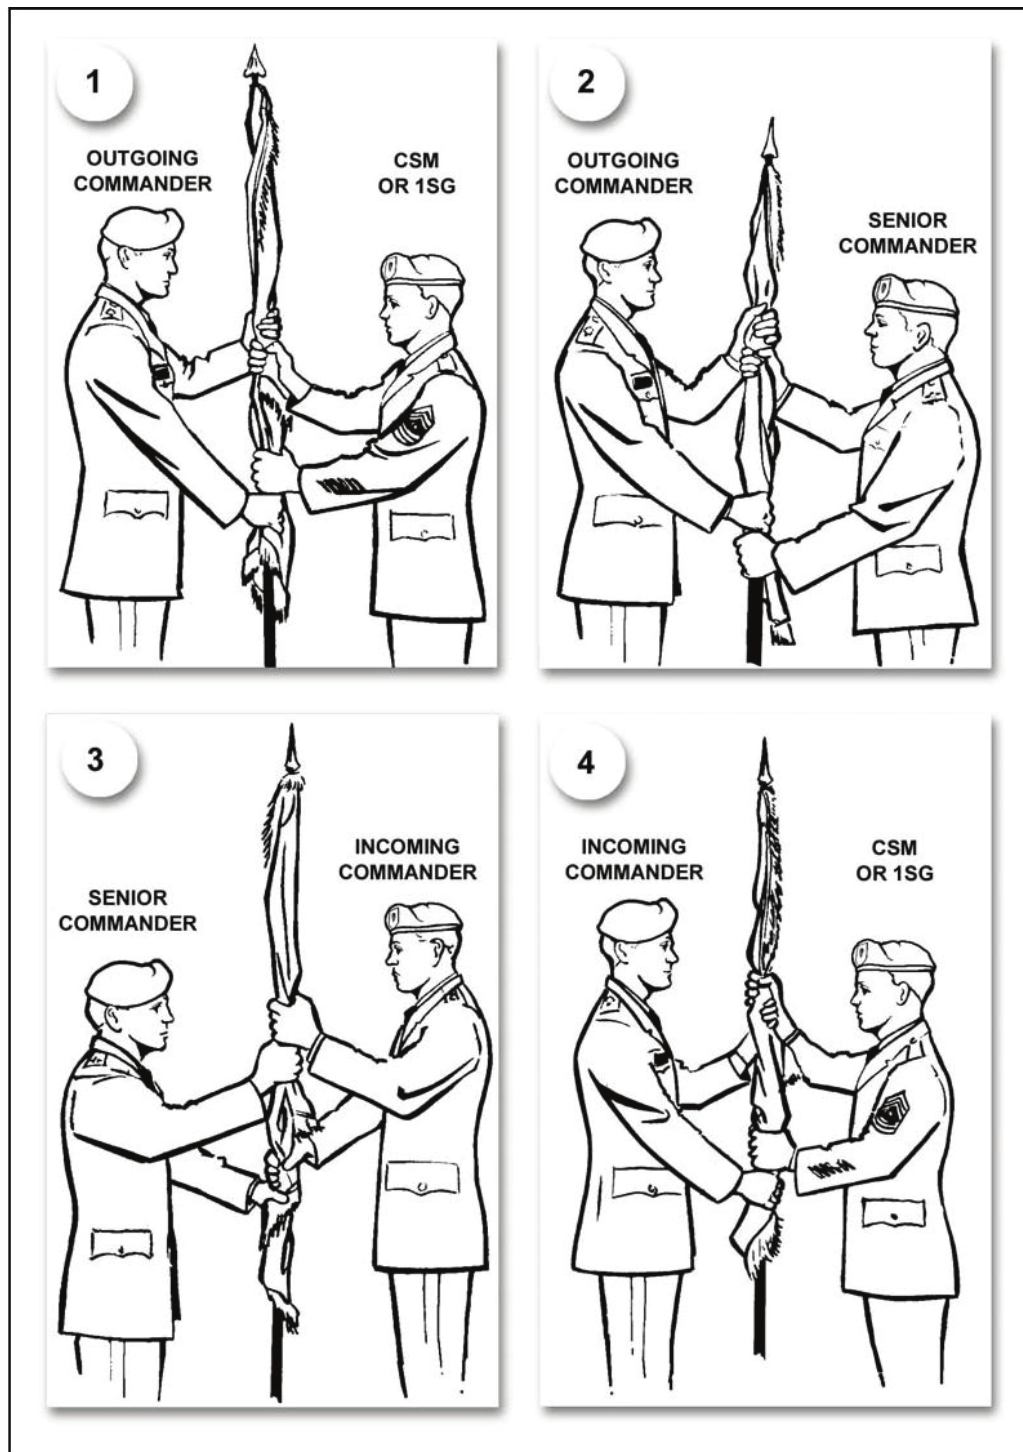 1
OUTGOING
COMMANDER
CSM
OR 1SG
2
OUTGOING
COMMANDER
SENIOR
COMMANDER
3
SENIOR
COMMANDER
INCOMING
COMMANDER
4
INCOMING
COMMANDER
CSM
OR 1SG